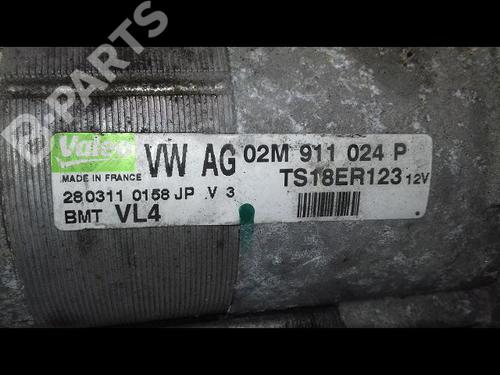 B-PARTS
Valeo VW AG 02M 911 024 P
MADE IN FRANCE TS18ER123 12V
280311 0158 JP .V 3
BMT VL4